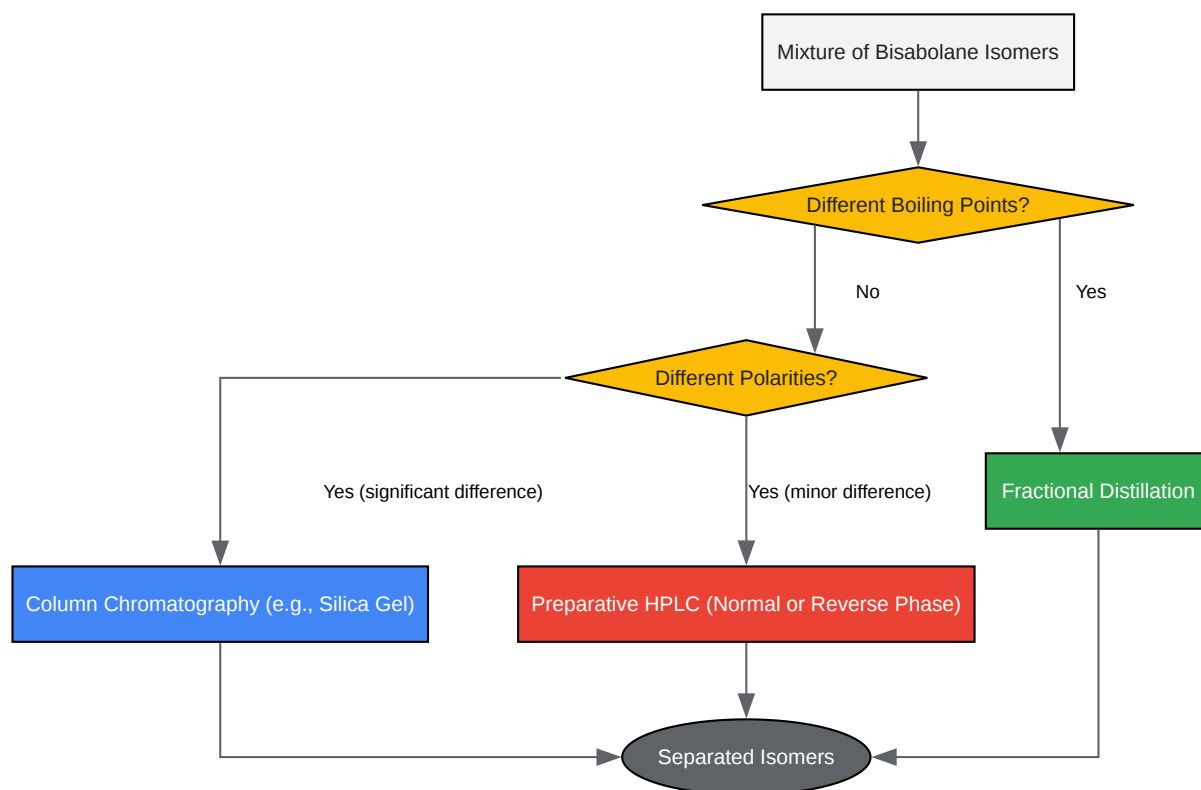 Mixture of Bisabolane Isomers
Different Boiling Points?
No
Yes
Different Polarities?
Yes (significant difference)
Yes (minor difference)
Fractional Distillation
Column Chromatography (e.g., Silica Gel)
Preparative HPLC (Normal or Reverse Phase)
Separated Isomers